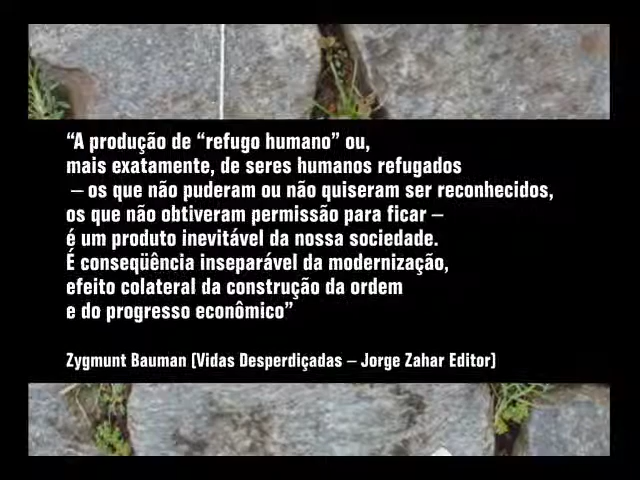 “A produção de “refugo humano” ou,
mais exatamente, de seres humanos refugados
– os que não puderam ou não quiseram ser reconhecidos,
os que não obtiveram permissão para ficar –
é um produto inevitável da nossa sociedade.
É conseqüência inseparável da modernização,
efeito colateral da construção da ordem
e do progresso econômico”
Zygmunt Bauman (Vidas Desperdiçadas – Jorge Zahar Editor)